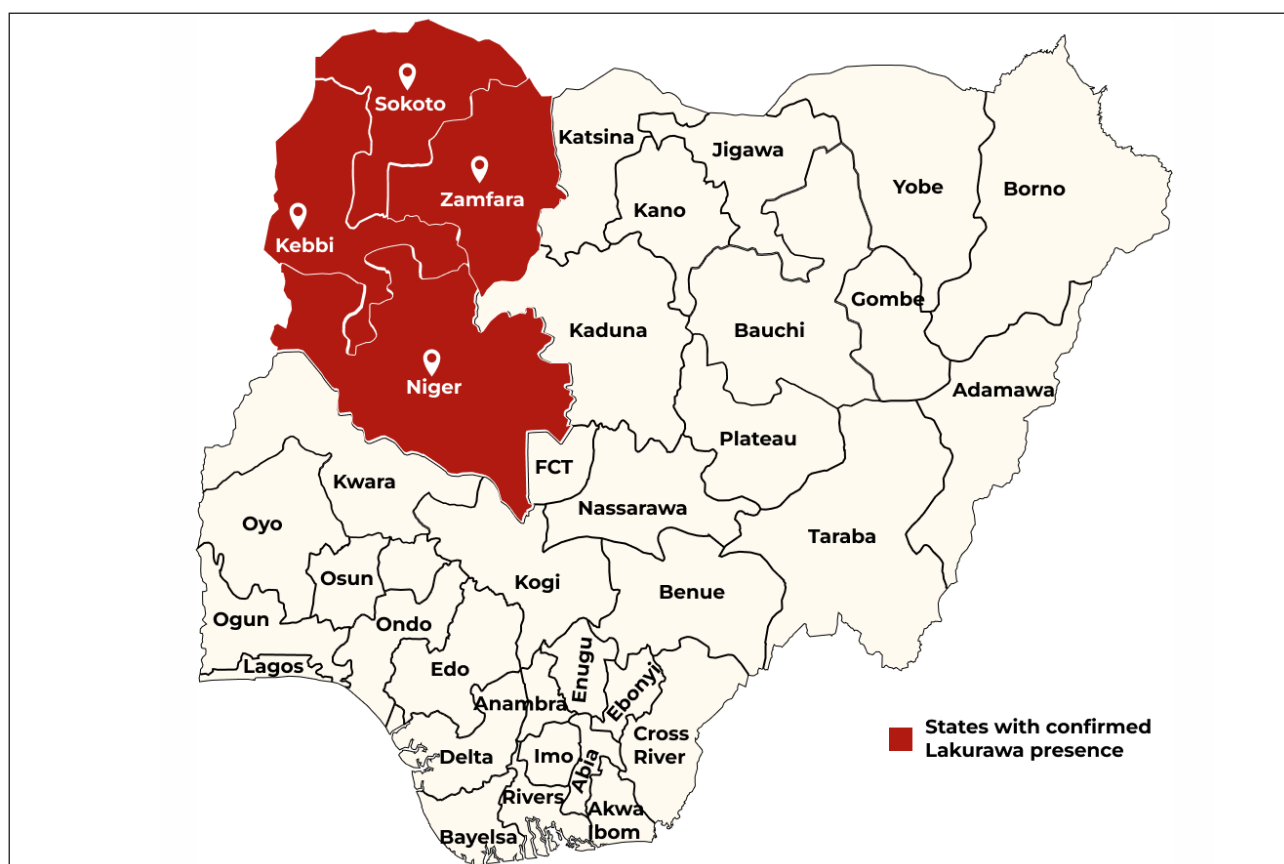 Sokoto
Katsina
Jigawa
Zamfara
Yobe
Borno
Kano
Kebbi
Gombe
Kaduna
Bauchi
Niger
Adamawa
Plateau
FCT
Kwara
Nassarawa
Oyo
Taraba
Osun
Kogi
Benue
Ogun
Ondo
Lagos
Edo
Enugu
Ebonyi
Anambra
States with confirmed
Lakurawa presence
Cross
River
Delta
Imo
Abia
Rivers
Akwa
Ibom
Bayelsa